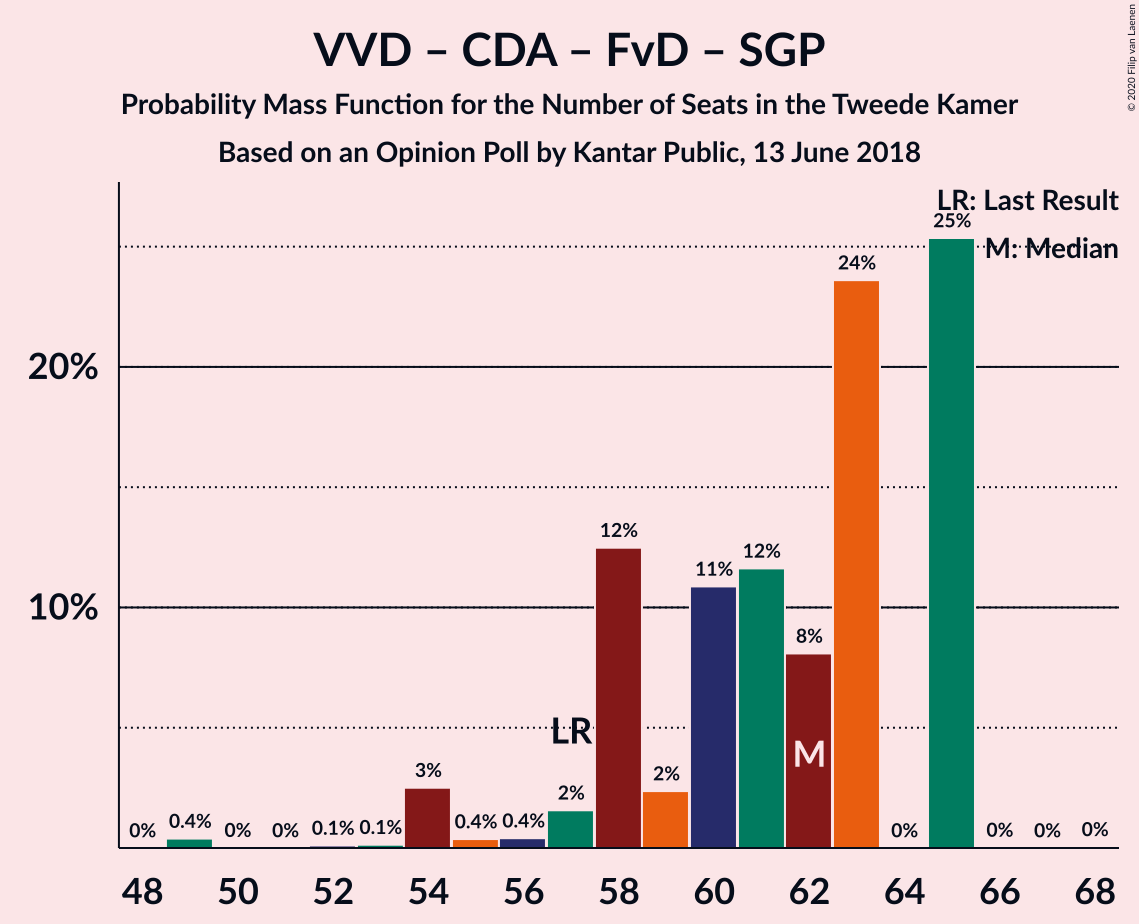 VVD – CDA – FvD – SGP
Probability Mass Function for the Number of Seats in the Tweede Kamer
Based on an Opinion Poll by Kantar Public, 13 June 2018
© 2020 Filip van Laenen
LR: Last Result
M: Median
20%
10%
0% 0.4% 0% 0% 0.1% 0.1% 3% 0.4% 0.4% 2% 12% 2% 11% 12% 8% 24% 0% 25% 0% 0% 0%
LR
M
48 50 52 54 56 58 60 62 64 66 68